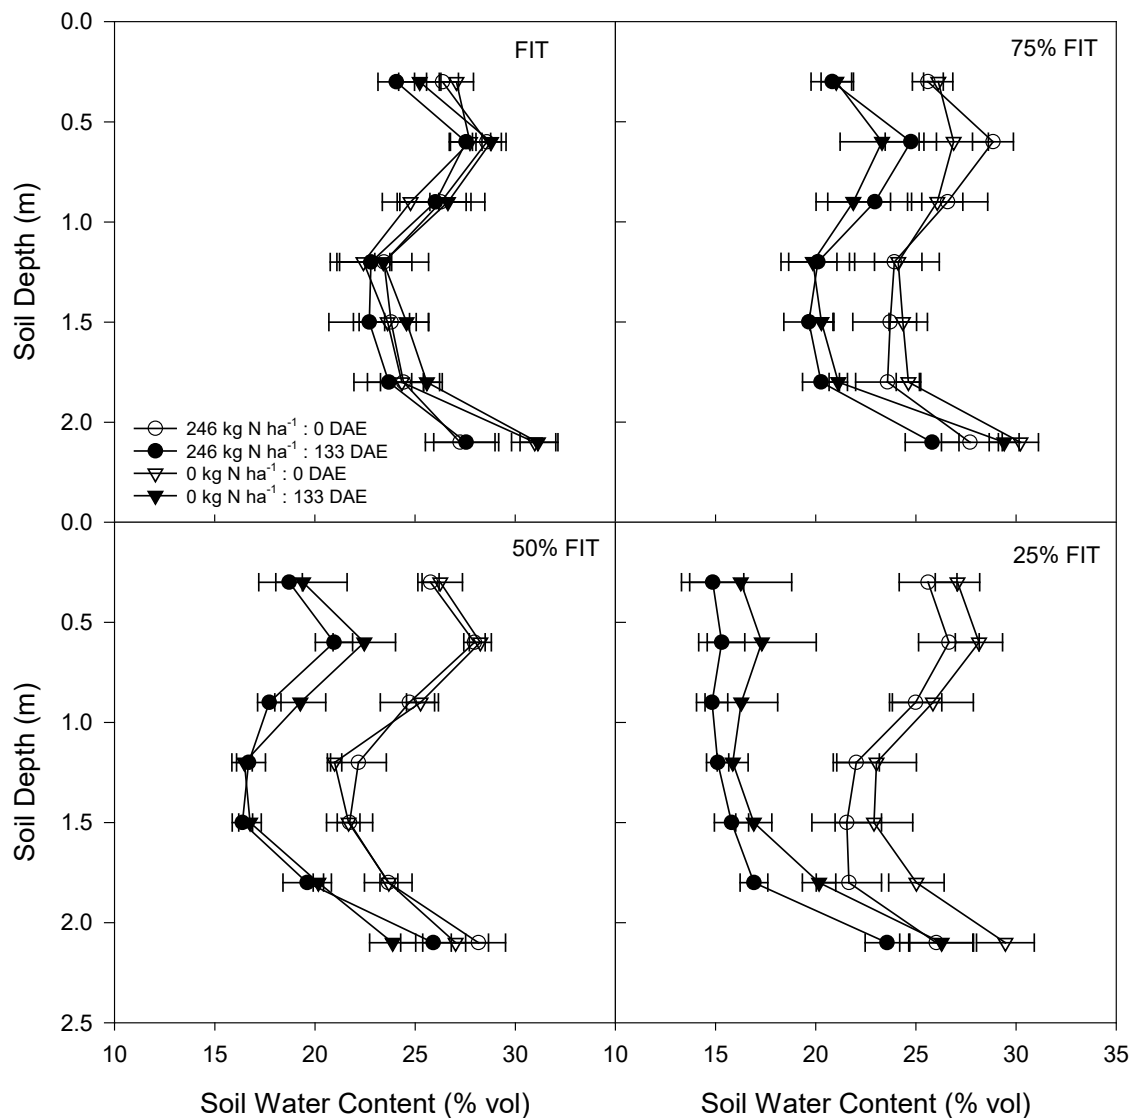 0.0
FIT
75% FIT
0.5
1.0
1.5
2.0
Soil Depth (m)
246 kg N ha⁻¹ : 0 DAE
246 kg N ha⁻¹ : 133 DAE
0 kg N ha⁻¹ : 0 DAE
0 kg N ha⁻¹ : 133 DAE
0.0
50% FIT
25% FIT
0.5
1.0
1.5
2.0
2.5
Soil Depth (m)
10 15 20 25 30 10 15 20 25 30 35
Soil Water Content (% vol) Soil Water Content (% vol)